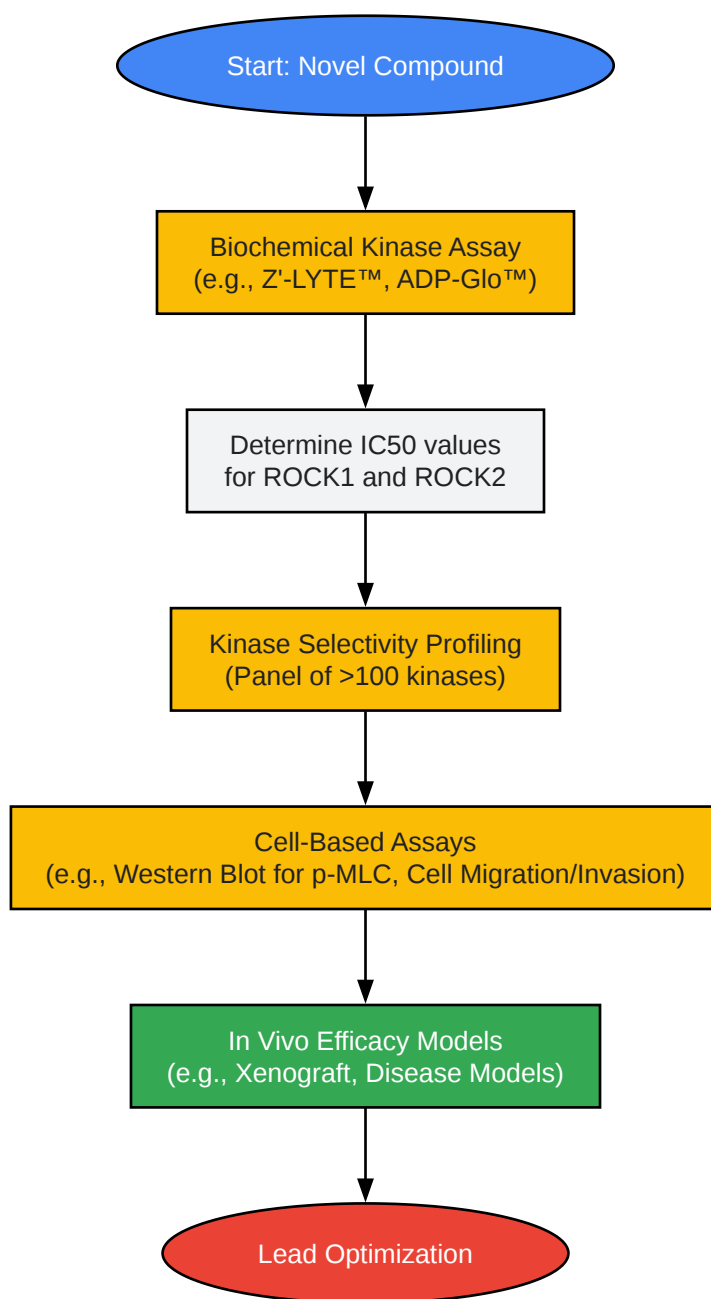 Start: Novel Compound
Biochemical Kinase Assay
(e.g., Z'-LYTE™, ADP-Glo™)
Determine IC50 values
for ROCK1 and ROCK2
Kinase Selectivity Profiling
(Panel of >100 kinases)
Cell-Based Assays
(e.g., Western Blot for p-MLC, Cell Migration/Invasion)
In Vivo Efficacy Models
(e.g., Xenograft, Disease Models)
Lead Optimization